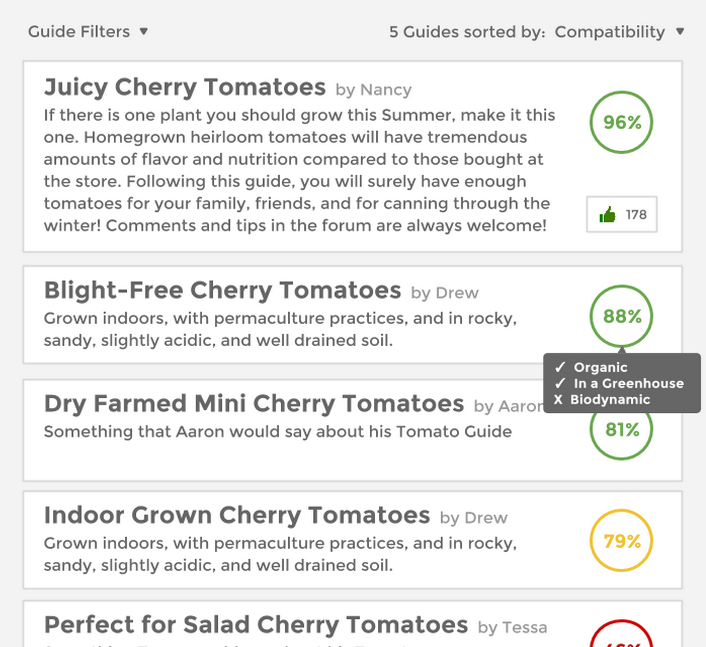 Guide Filters ▼
5 Guides sorted by: Compatibility ▼
Juicy Cherry Tomatoes by Nancy
If there is one plant you should grow this Summer, make it this
one. Homegrown heirloom tomatoes will have tremendous
amounts of flavor and nutrition compared to those bought at
the store. Following this guide, you will surely have enough
tomatoes for your family, friends, and for canning through the
winter! Comments and tips in the forum are always welcome!
96%
178
Blight-Free Cherry Tomatoes by Drew
Grown indoors, with permaculture practices, and in rocky,
sandy, slightly acidic, and well drained soil.
88%
✓ Organic
✓ In a Greenhouse
X Biodynamic
Dry Farmed Mini Cherry Tomatoes by Aaron
Something that Aaron would say about his Tomato Guide
81%
Indoor Grown Cherry Tomatoes by Drew
Grown indoors, with permaculture practices, and in rocky,
sandy, slightly acidic, and well drained soil.
79%
Perfect for Salad Cherry Tomatoes by Tessa